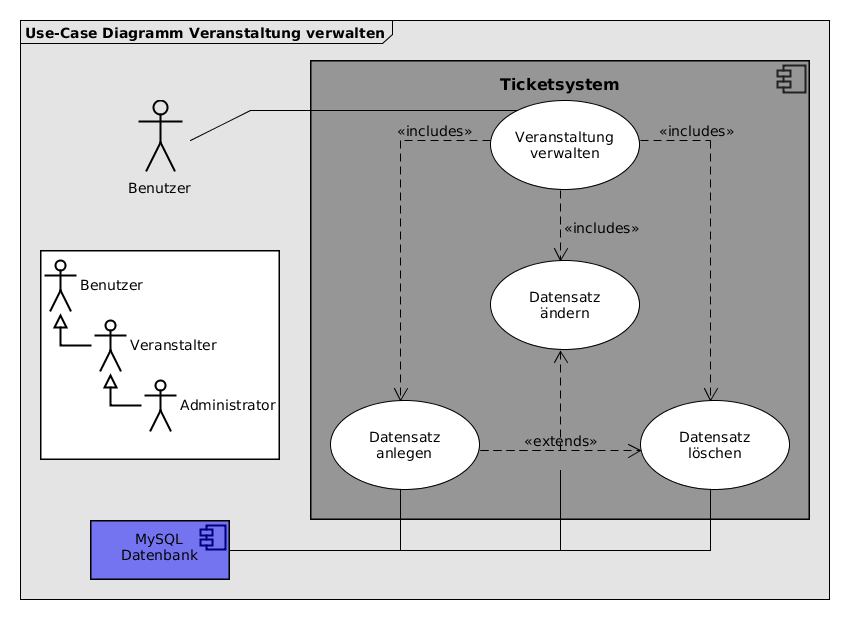 Use-Case Diagramm Veranstaltung verwalten
Ticketsystem
«includes»
Veranstaltung
verwalten
«includes»
Benutzer
«includes»
Benutzer
Datensatz
ändern
Veranstalter
Administrator
Datensatz
anlegen
«extends»
Datensatz
löschen
MySQL
Datenbank